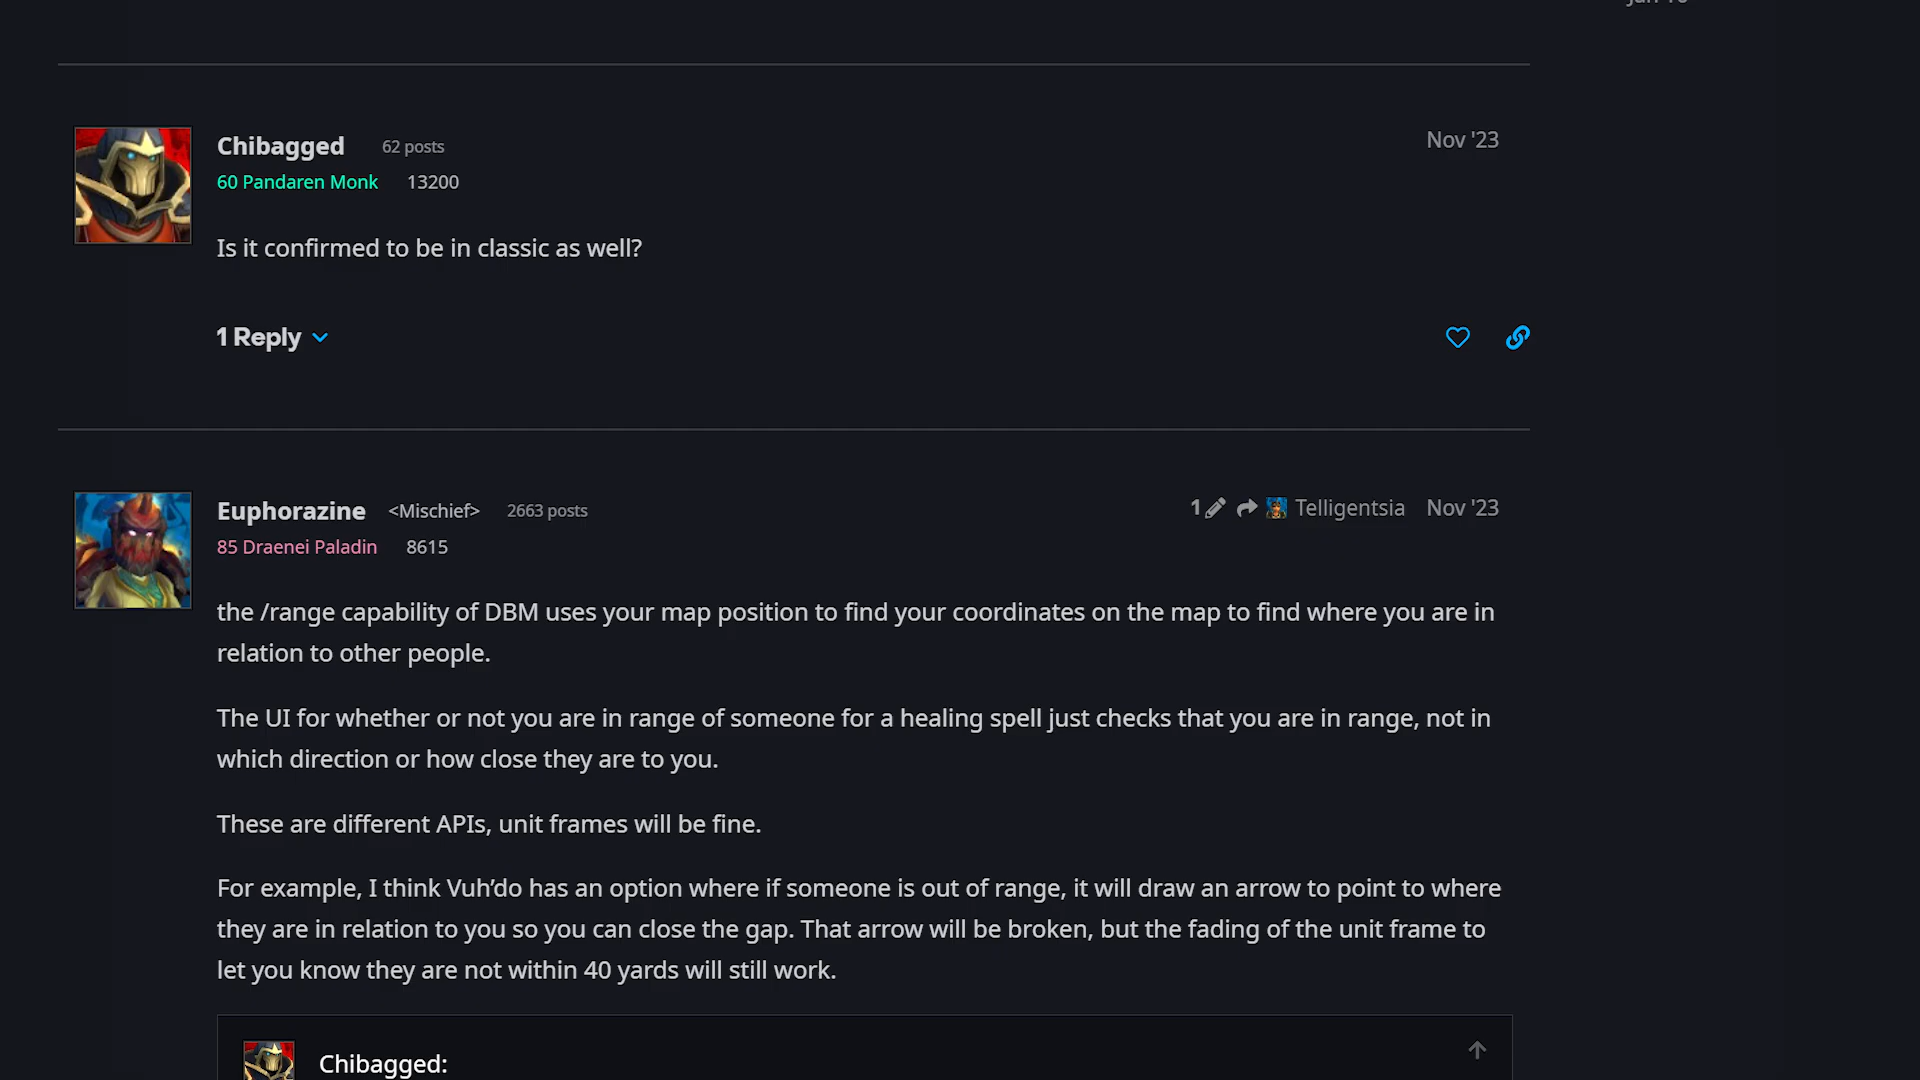 Chibagged 62 posts Nov '23
60 Pandaren Monk 13200
Is it confirmed to be in classic as well?
1 Reply
Euphorazine <Mischief> 2663 posts 1 Telligentsia Nov '23
85 Draenei Paladin 8615
the /range capability of DBM uses your map position to find your coordinates on the map to find where you are in
relation to other people.
The UI for whether or not you are in range of someone for a healing spell just checks that you are in range, not in
which direction or how close they are to you.
These are different APIs, unit frames will be fine.
For example, I think Vuh’do has an option where if someone is out of range, it will draw an arrow to point to where
they are in relation to you so you can close the gap. That arrow will be broken, but the fading of the unit frame to
let you know they are not within 40 yards will still work.
Chibagged: